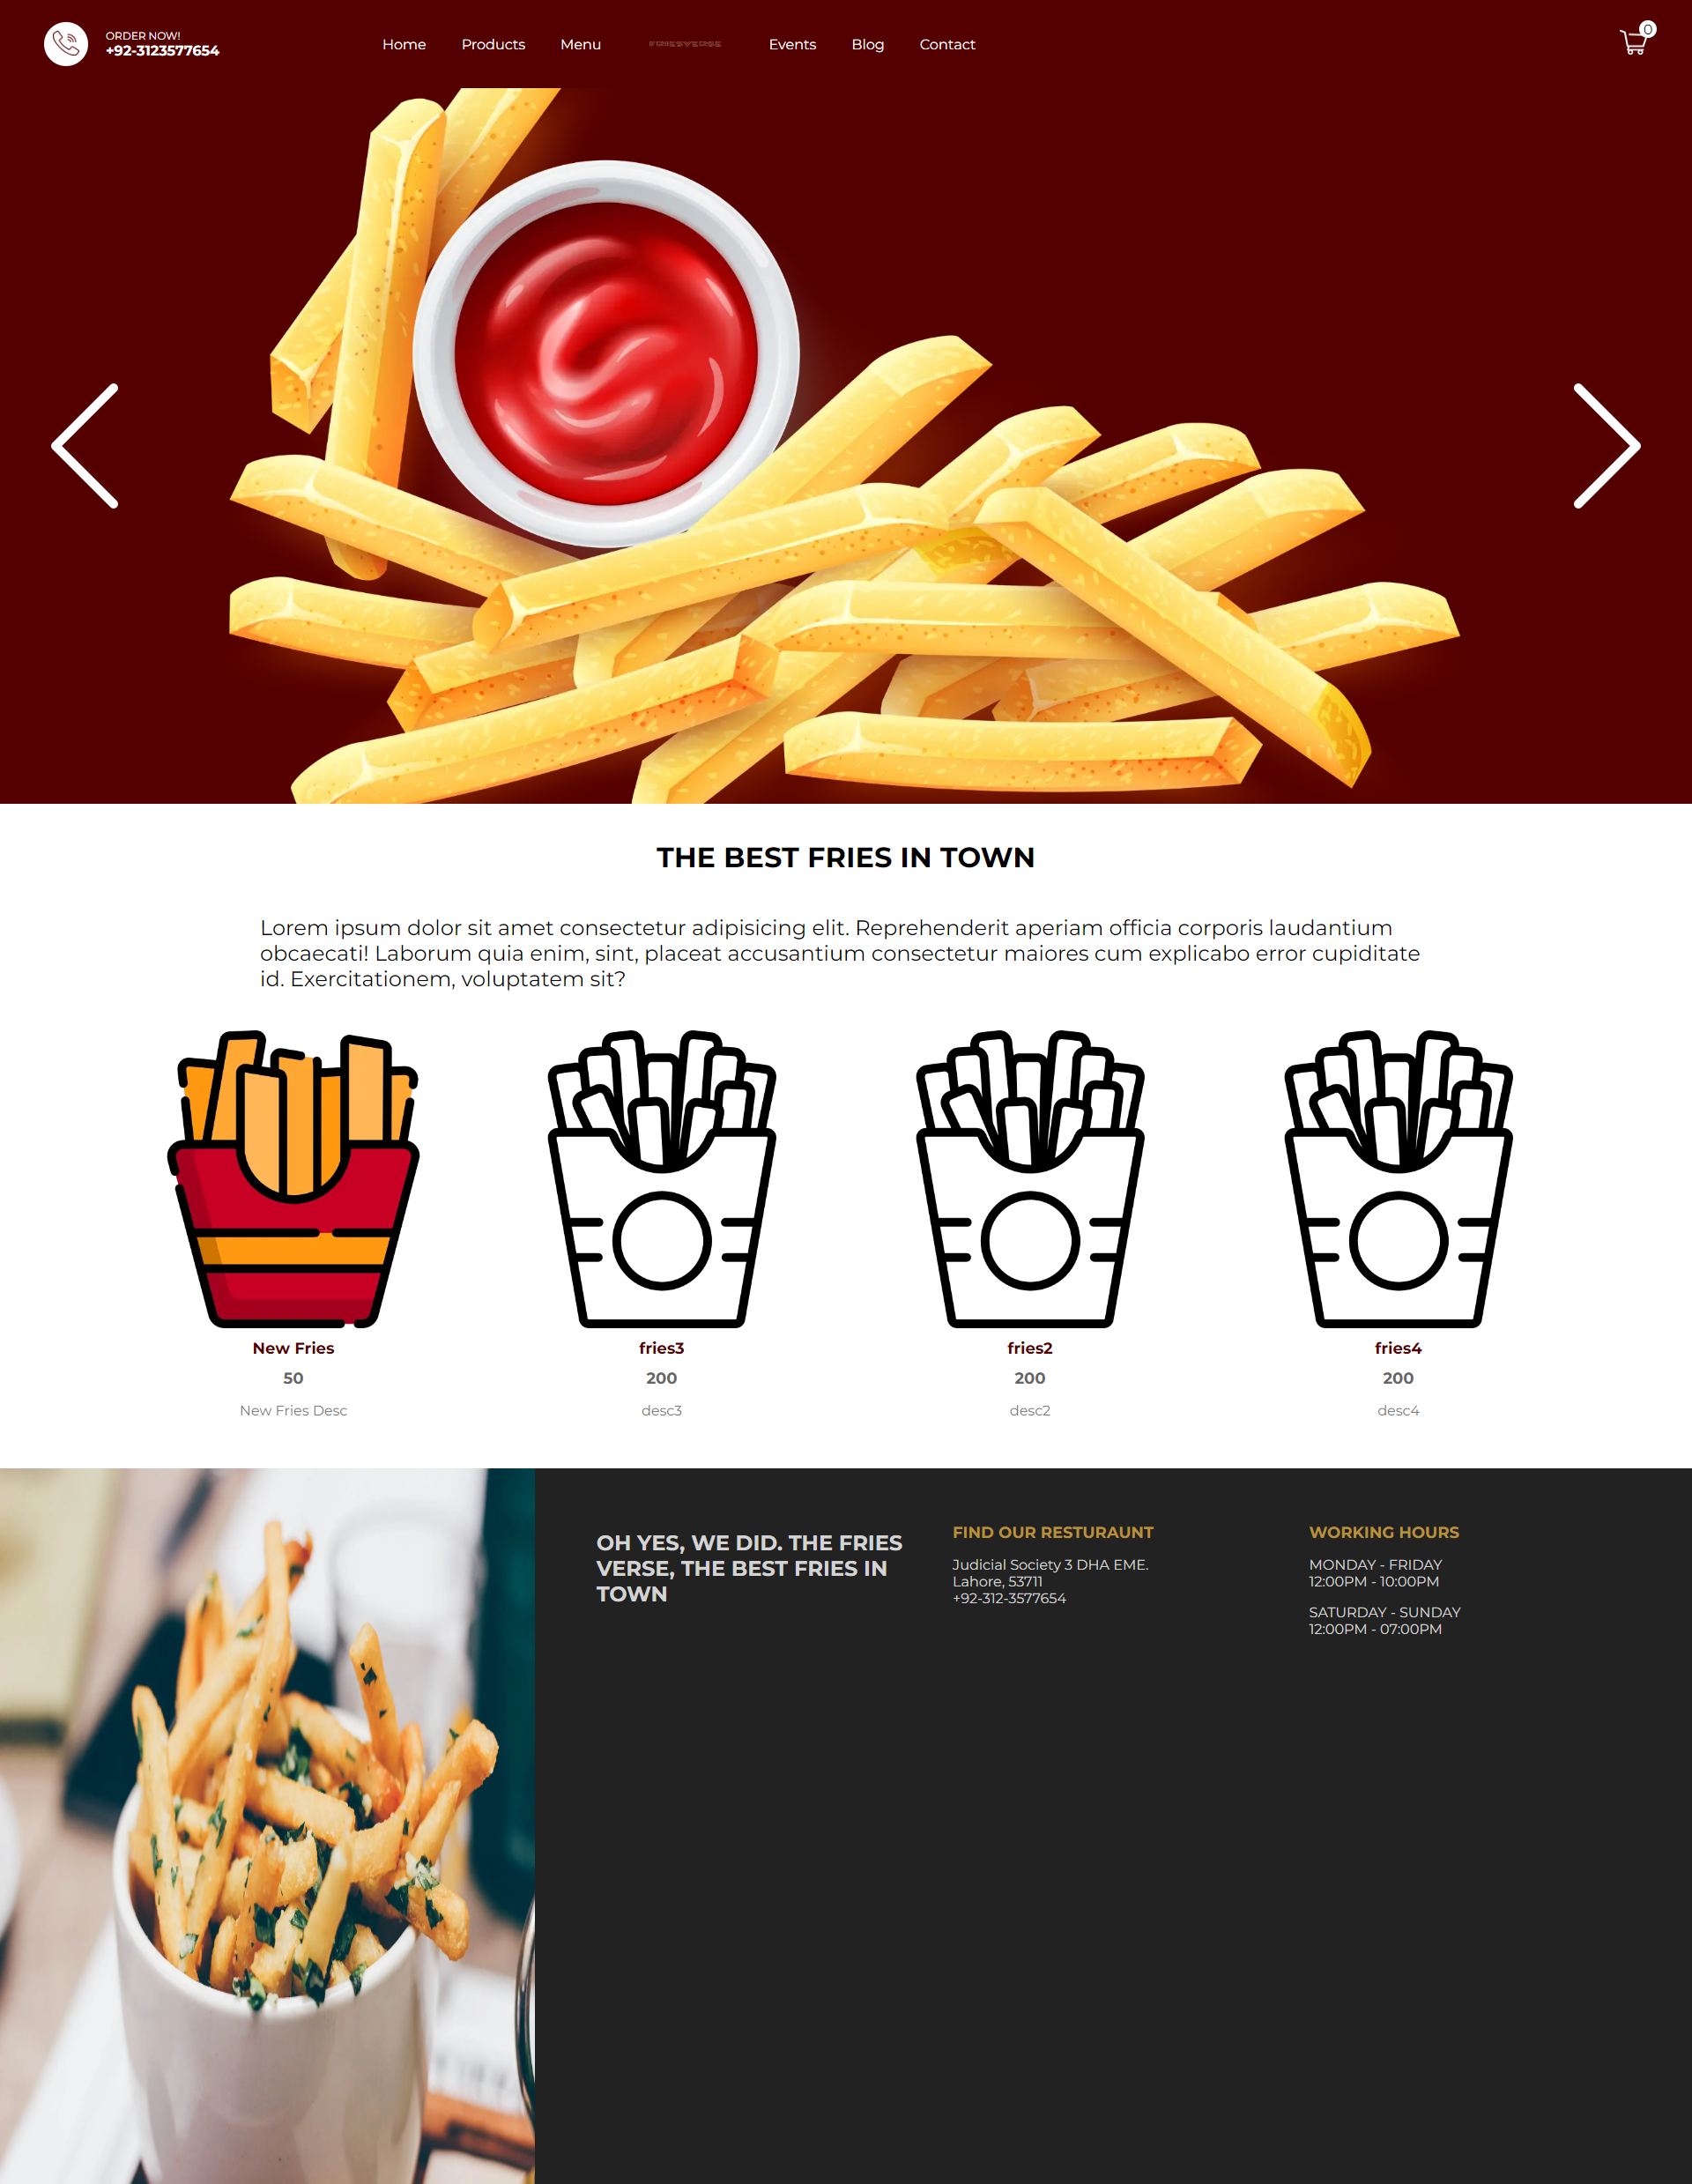 ORDER NOW!
+92-3123577654
Home
Products
Menu
FRIESVERSE
Events
Blog
Contact
0
THE BEST FRIES IN TOWN
Lorem ipsum dolor sit amet consectetur adipisicing elit. Reprehenderit aperiam officia corporis laudantium
obcaecati! Laborum quia enim, sint, placeat accusantium consectetur maiores cum explicabo error cupiditate
id. Exercitationem, voluptatem sit?
New Fries
50
New Fries Desc
fries3
200
desc3
fries2
200
desc2
fries4
200
desc4
OH YES, WE DID. THE FRIES
VERSE, THE BEST FRIES IN
TOWN
FIND OUR RESTURAUNT
Judicial Society 3 DHA EME.
Lahore, 53711
+92-312-3577654
WORKING HOURS
MONDAY - FRIDAY
12:00PM - 10:00PM
SATURDAY - SUNDAY
12:00PM - 07:00PM